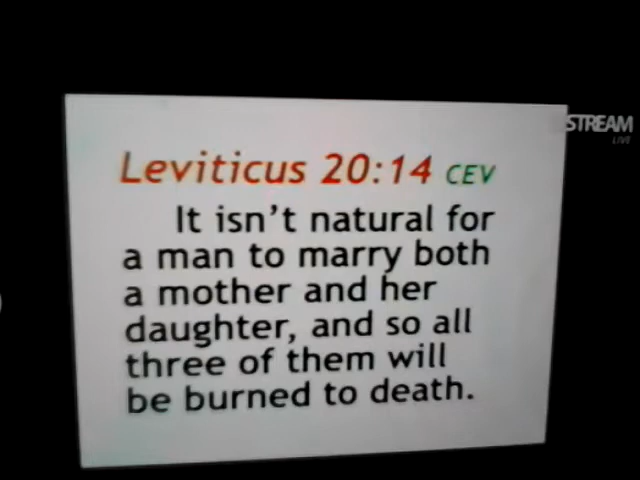 STREAM
LIVE
Leviticus 20:14 CEV
It isn't natural for
a man to marry both
a mother and her
daughter, and so all
three of them will
be burned to death.